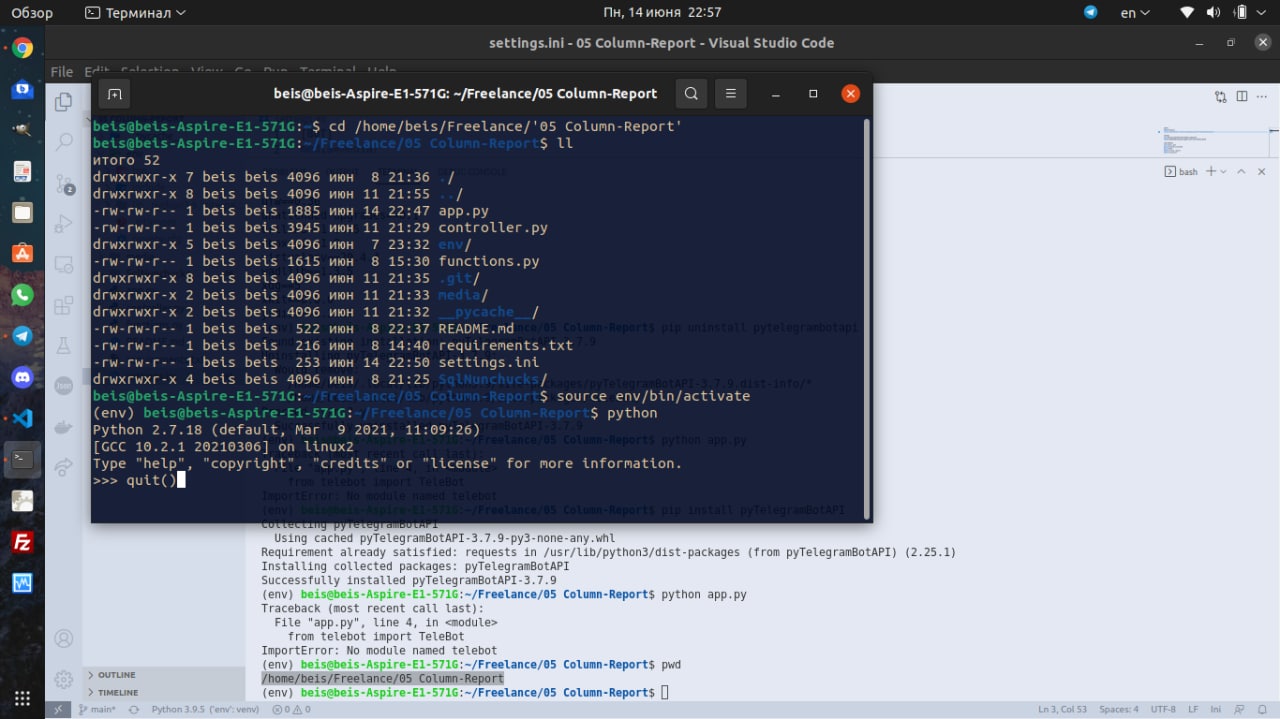 Обзор
Терминал
Пн, 14 июня 22:57
en
settings.ini - 05 Column-Report - Visual Studio Code
File Edit Selection View Go Run Terminal Help
beis@beis-Aspire-E1-571G: ~/Freelance/05 Column-Report
beis@beis-Aspire-E1-571G:~$ cd /home/beis/Freelance/'05 Column-Report'
beis@beis-Aspire-E1-571G:~/Freelance/05 Column-Report$ ll
итого 52
drwxrwxr-x 7 beis beis 4096 июн  8 21:36 ./
drwxrwxr-x 8 beis beis 4096 июн 11 21:55 ../
-rw-rw-r-- 1 beis beis 1885 июн 14 22:47 app.py
-rw-rw-r-- 1 beis beis 3945 июн 11 21:29 controller.py
drwxrwxr-x 5 beis beis 4096 июн  7 23:32 env/
-rw-rw-r-- 1 beis beis 1615 июн  8 15:30 functions.py
drwxrwxr-x 8 beis beis 4096 июн 11 21:35 .git/
drwxrwxr-x 2 beis beis 4096 июн 11 21:33 media/
drwxrwxr-x 2 beis beis 4096 июн 11 21:32 __pycache__/
-rw-rw-r-- 1 beis beis  522 июн  8 22:37 README.md
-rw-rw-r-- 1 beis beis  216 июн  8 14:40 requirements.txt
-rw-rw-r-- 1 beis beis  253 июн 14 22:50 settings.ini
drwxrwxr-x 4 beis beis 4096 июн  8 21:25 SqlNunchucks/
beis@beis-Aspire-E1-571G:~/Freelance/05 Column-Report$ source env/bin/activate
(env) beis@beis-Aspire-E1-571G:~/Freelance/05 Column-Report$ python
Python 2.7.18 (default, Mar  9 2021, 11:09:26)
[GCC 10.2.1 20210306] on linux2
Type "help", "copyright", "credits" or "license" for more information.
>>> quit()
bash
pip uninstall pytelegrambotapi
python app.py
from telebot import TeleBot
ImportError: No module named telebot
(env) beis@beis-Aspire-E1-571G:~/Freelance/05 Column-Report$ pip install pyTelegramBotAPI
Collecting pyTelegramBotAPI
Using cached pyTelegramBotAPI-3.7.9-py3-none-any.whl
Requirement already satisfied: requests in /usr/lib/python3/dist-packages (from pyTelegramBotAPI) (2.25.1)
Installing collected packages: pyTelegramBotAPI
Successfully installed pyTelegramBotAPI-3.7.9
(env) beis@beis-Aspire-E1-571G:~/Freelance/05 Column-Report$ python app.py
Traceback (most recent call last):
File "app.py", line 4, in <module>
from telebot import TeleBot
ImportError: No module named telebot
(env) beis@beis-Aspire-E1-571G:~/Freelance/05 Column-Report$ pwd
/home/beis/Freelance/05 Column-Report
(env) beis@beis-Aspire-E1-571G:~/Freelance/05 Column-Report$
OUTLINE
TIMELINE
main*
Python 3.9.5 ('env': venv)
0 0
Ln 3, Col 53
Spaces: 4
UTF-8
LF
Ini